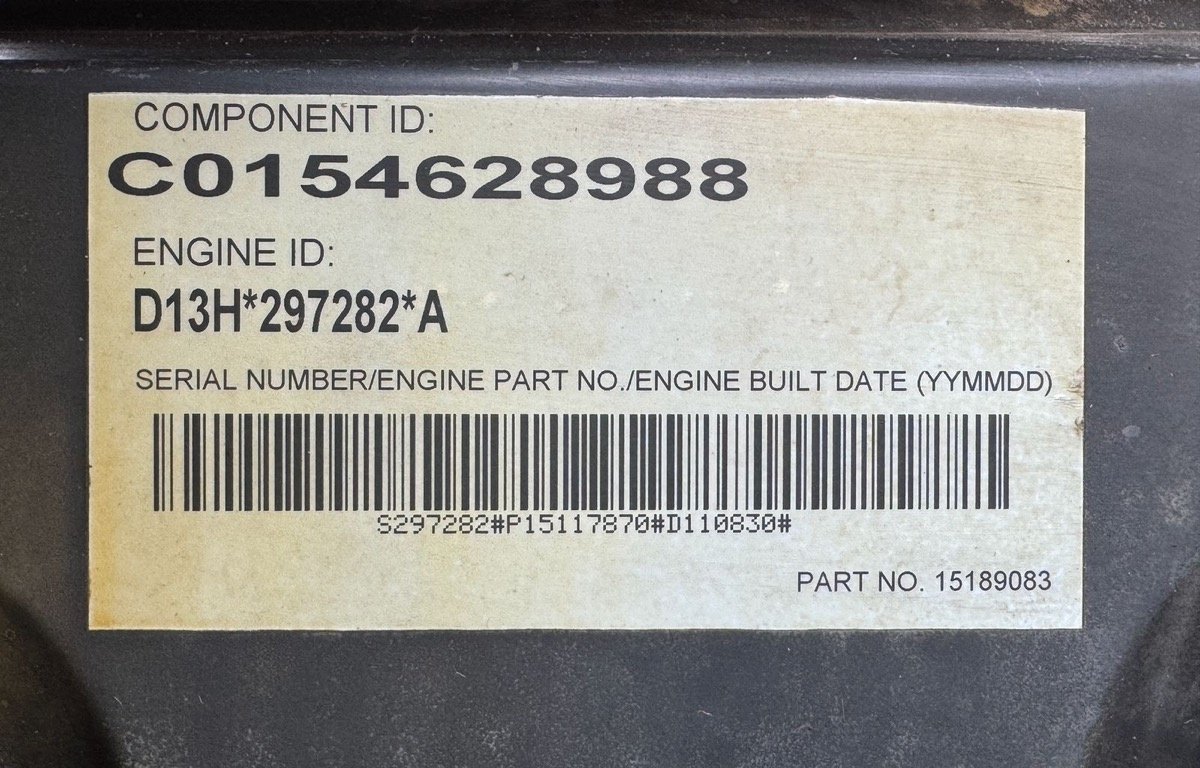 COMPONENT ID:
C0154628988
ENGINE ID:
D13H*297282*A
SERIAL NUMBER/ENGINE PART NO./ENGINE BUILT DATE (YYMMDD)
S297282#P15117870#D110830#
PART NO. 15189083